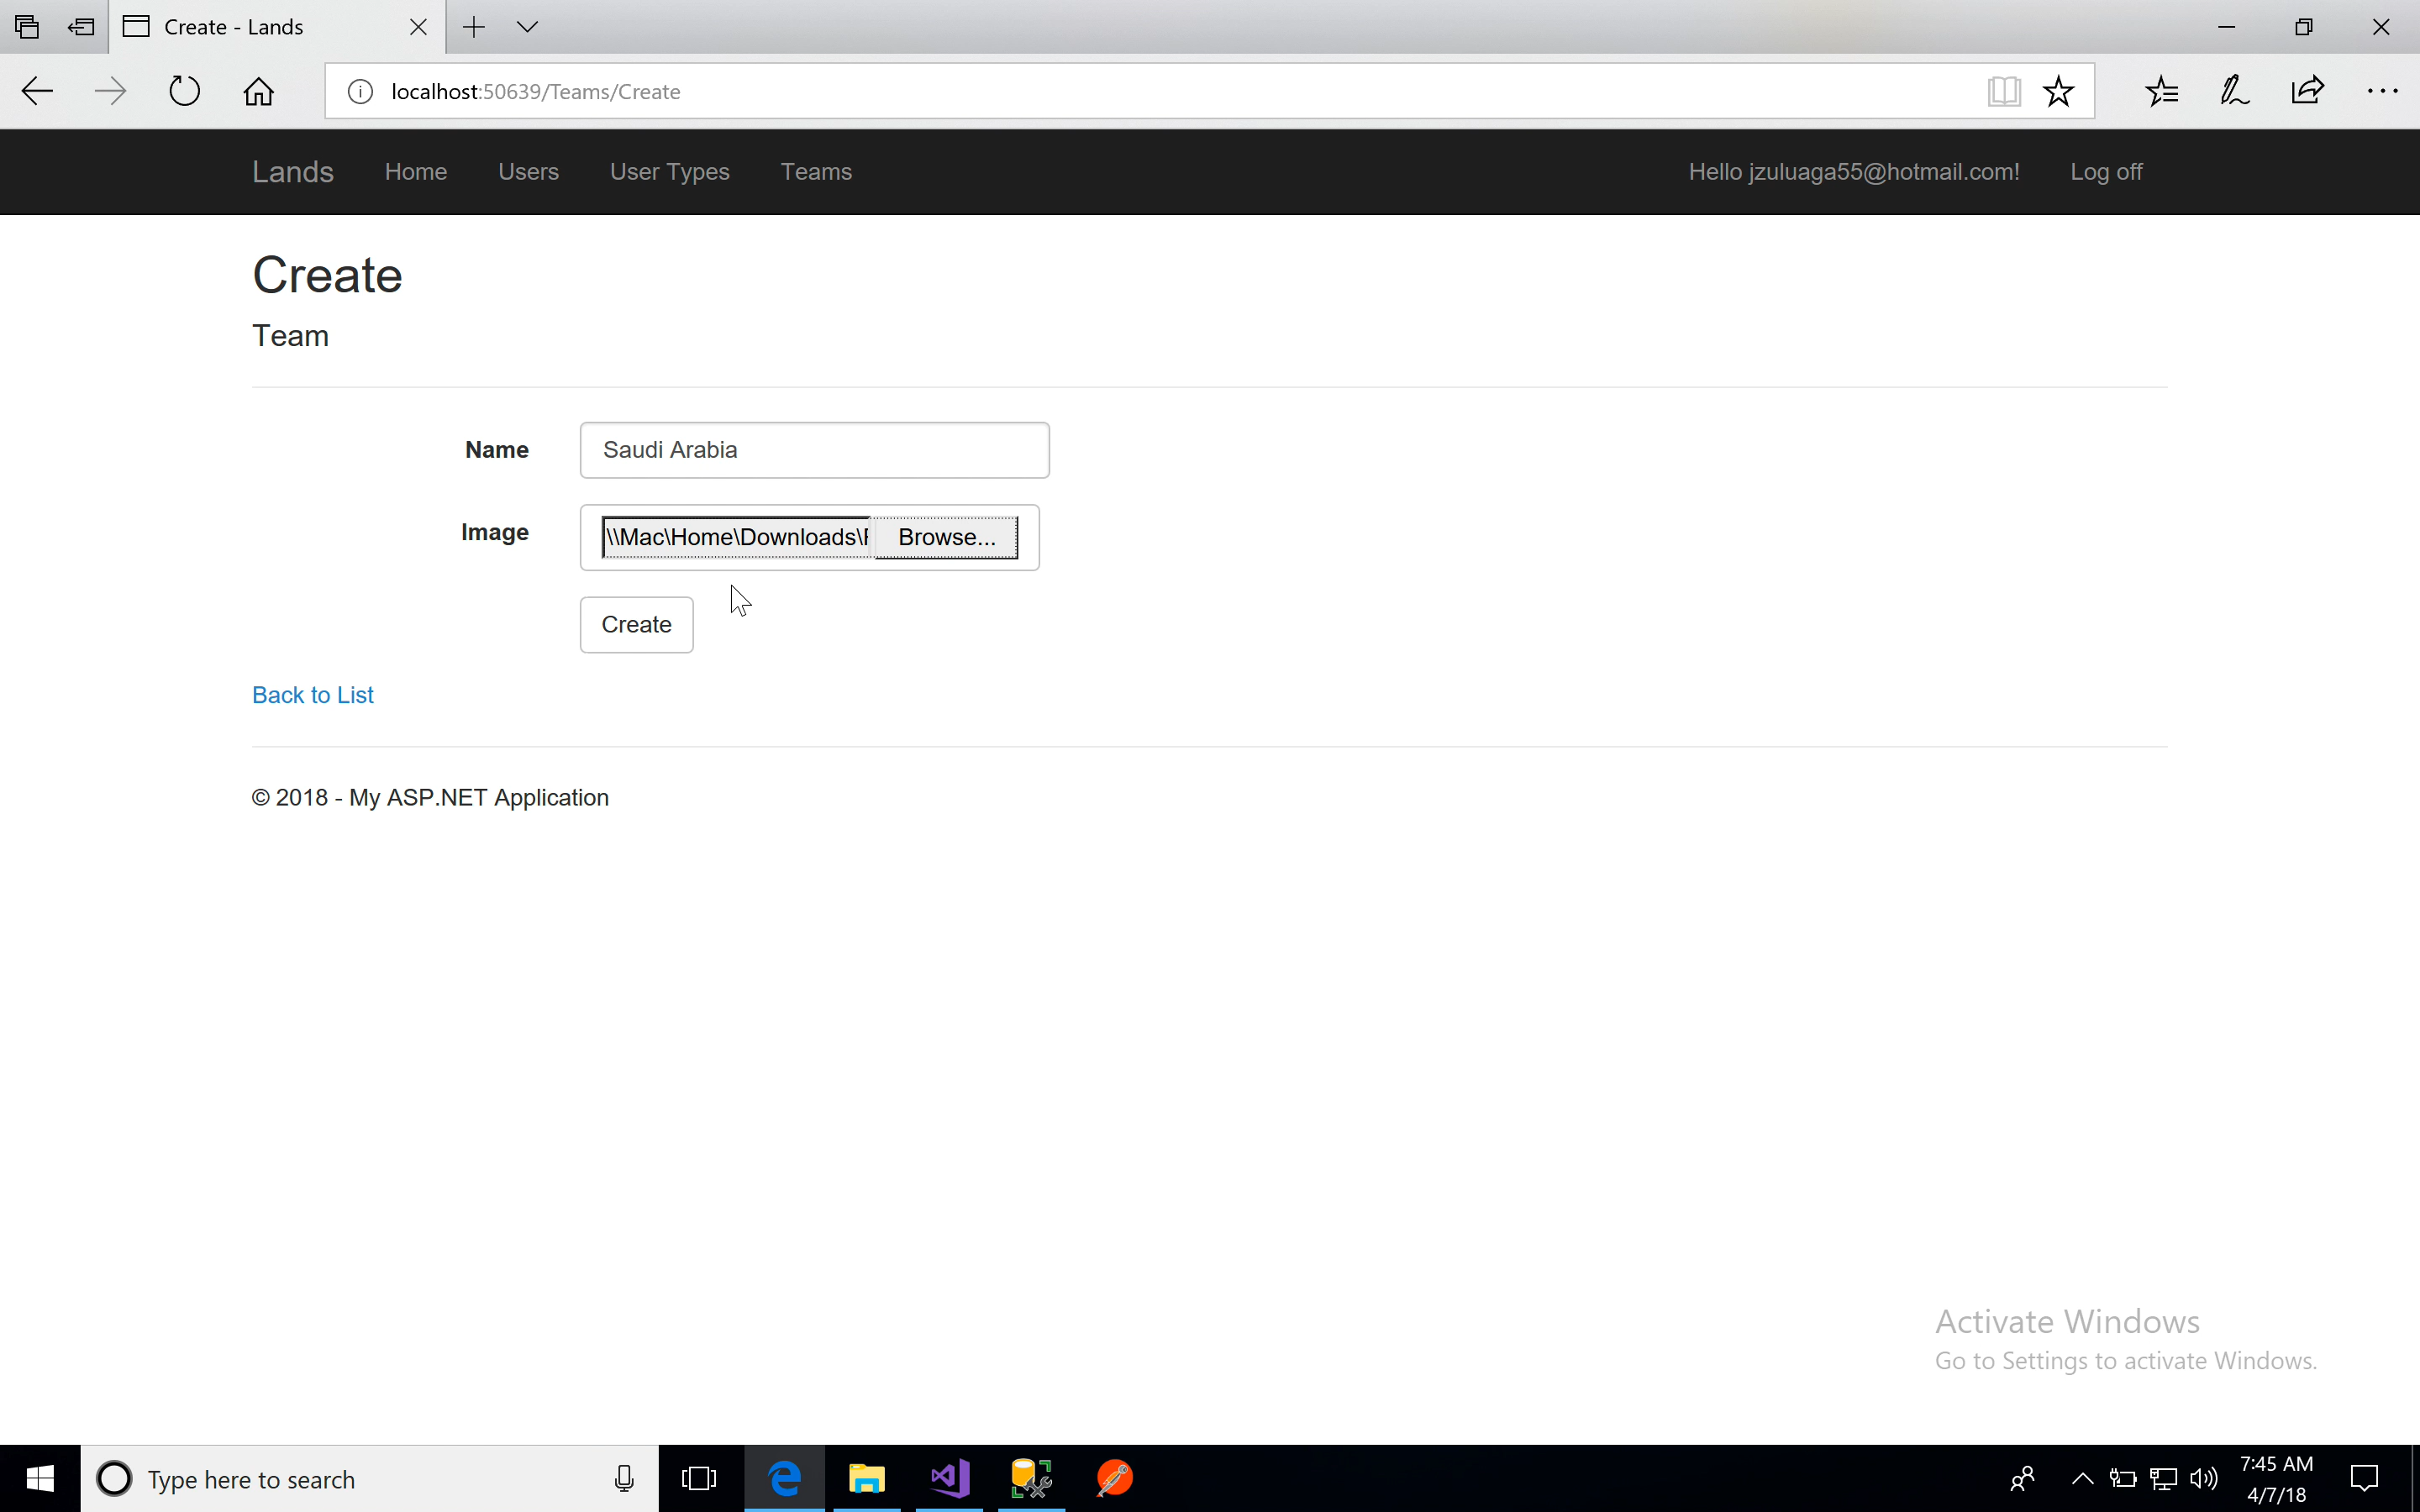 Create - Lands
localhost:50639/Teams/Create
Lands Home Users User Types Teams Hello jzuluaga55@hotmail.com! Log off
Create
Team
Name Saudi Arabia
Image \\Mac\Home\Downloads\ Browse...
Create
Back to List
© 2018 - My ASP.NET Application
Activate Windows
Go to Settings to activate Windows.
Type here to search
7:45 AM
4/7/18